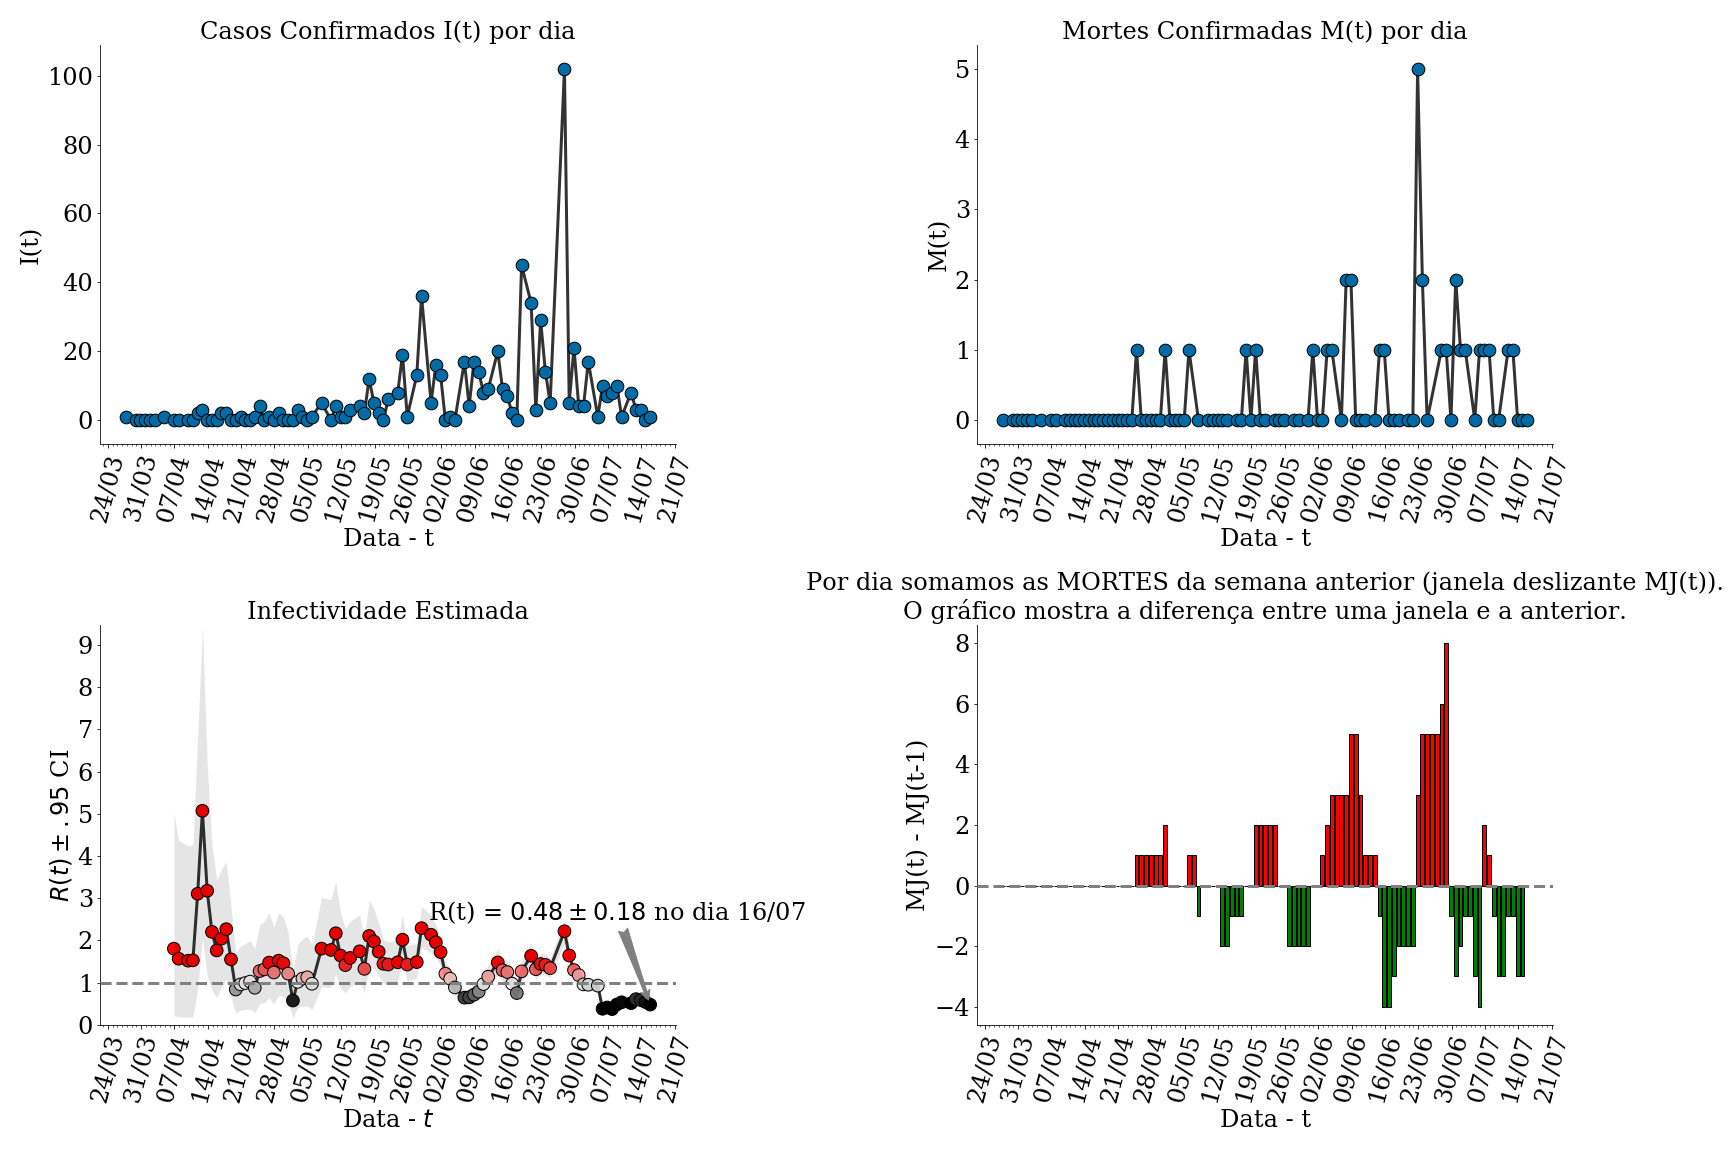 Casos Confirmados I(t) por dia
I(t)
100
80
60
40
20
0
24/03 31/03 07/04 14/04 21/04 28/04 05/05 12/05 19/05 26/05 02/06 09/06 16/06 23/06 30/06 07/07 14/07 21/07
Data - t
Mortes Confirmadas M(t) por dia
M(t)
5
4
3
2
1
0
24/03 31/03 07/04 14/04 21/04 28/04 05/05 12/05 19/05 26/05 02/06 09/06 16/06 23/06 30/06 07/07 14/07 21/07
Data - t
Infectividade Estimada
R(t) ± .95 CI
9
8
7
6
5
4
3
2
1
0
R(t) = 0.48 ± 0.18 no dia 16/07
24/03 31/03 07/04 14/04 21/04 28/04 05/05 12/05 19/05 26/05 02/06 09/06 16/06 23/06 30/06 07/07 14/07 21/07
Data - t
Por dia somamos as MORTES da semana anterior (janela deslizante MJ(t)).
O gráfico mostra a diferença entre uma janela e a anterior.
MJ(t) - MJ(t-1)
8
6
4
2
0
−2
−4
24/03 31/03 07/04 14/04 21/04 28/04 05/05 12/05 19/05 26/05 02/06 09/06 16/06 23/06 30/06 07/07 14/07 21/07
Data - t